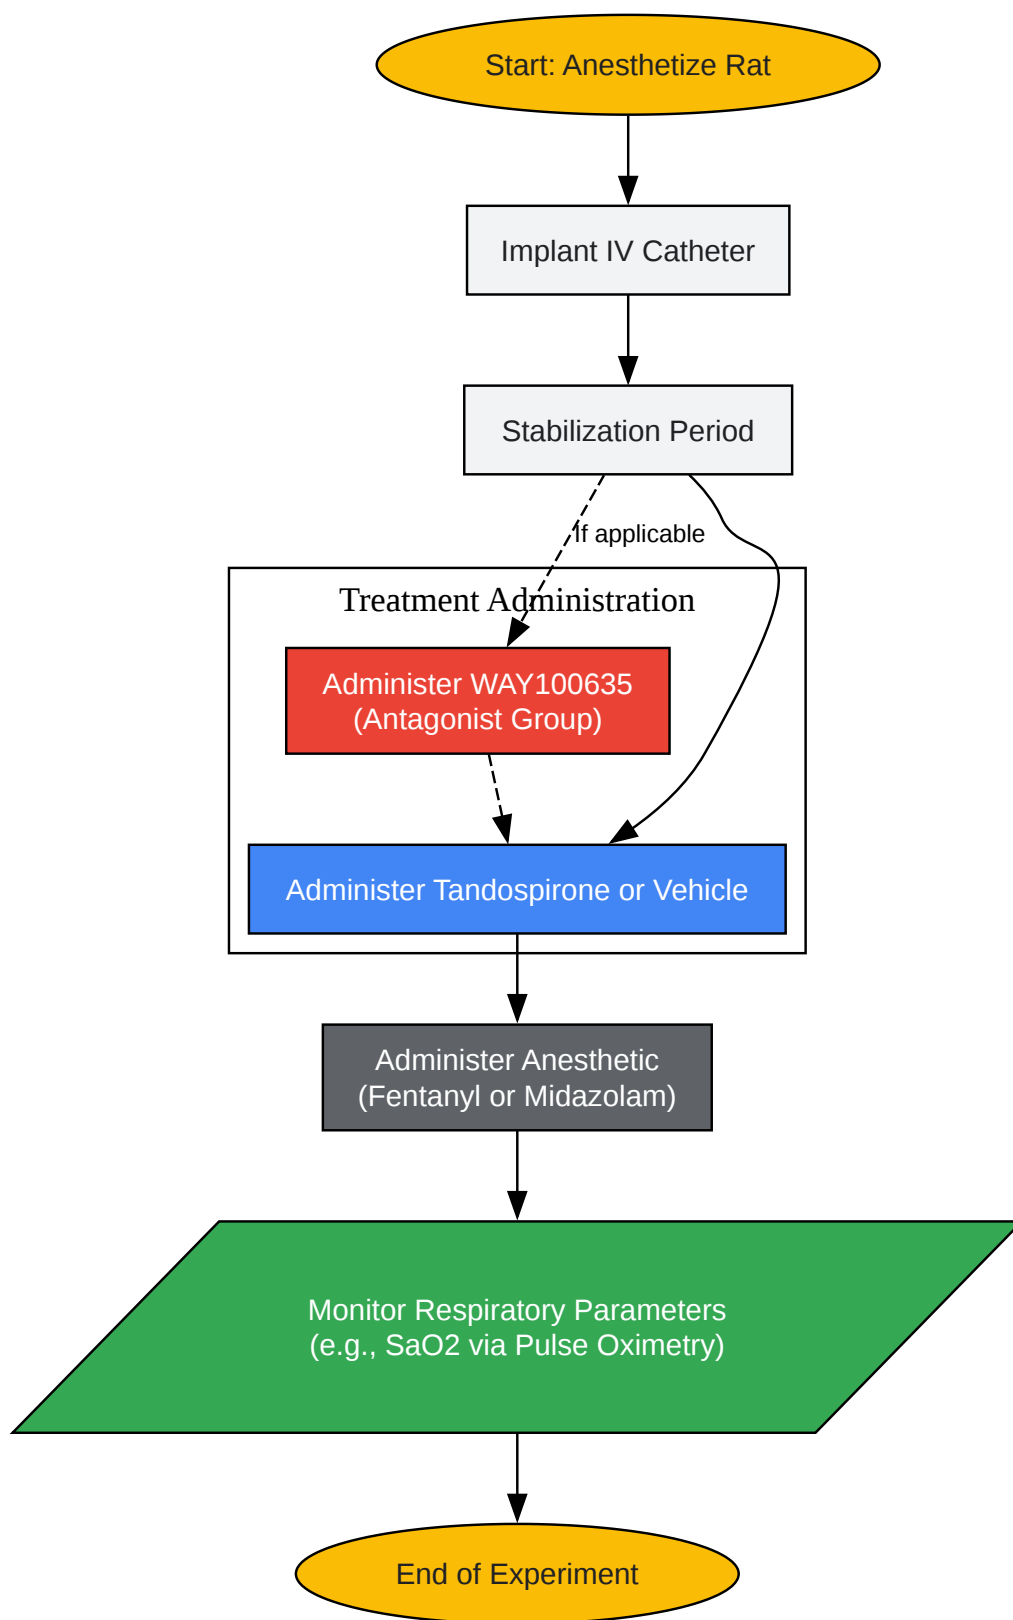 Start: Anesthetize Rat
Implant IV Catheter
Stabilization Period
If applicable
Treatment Administration
Administer WAY100635
(Antagonist Group)
Administer Tandospirone or Vehicle
Administer Anesthetic
(Fentanyl or Midazolam)
Monitor Respiratory Parameters
(e.g., SaO2 via Pulse Oximetry)
End of Experiment